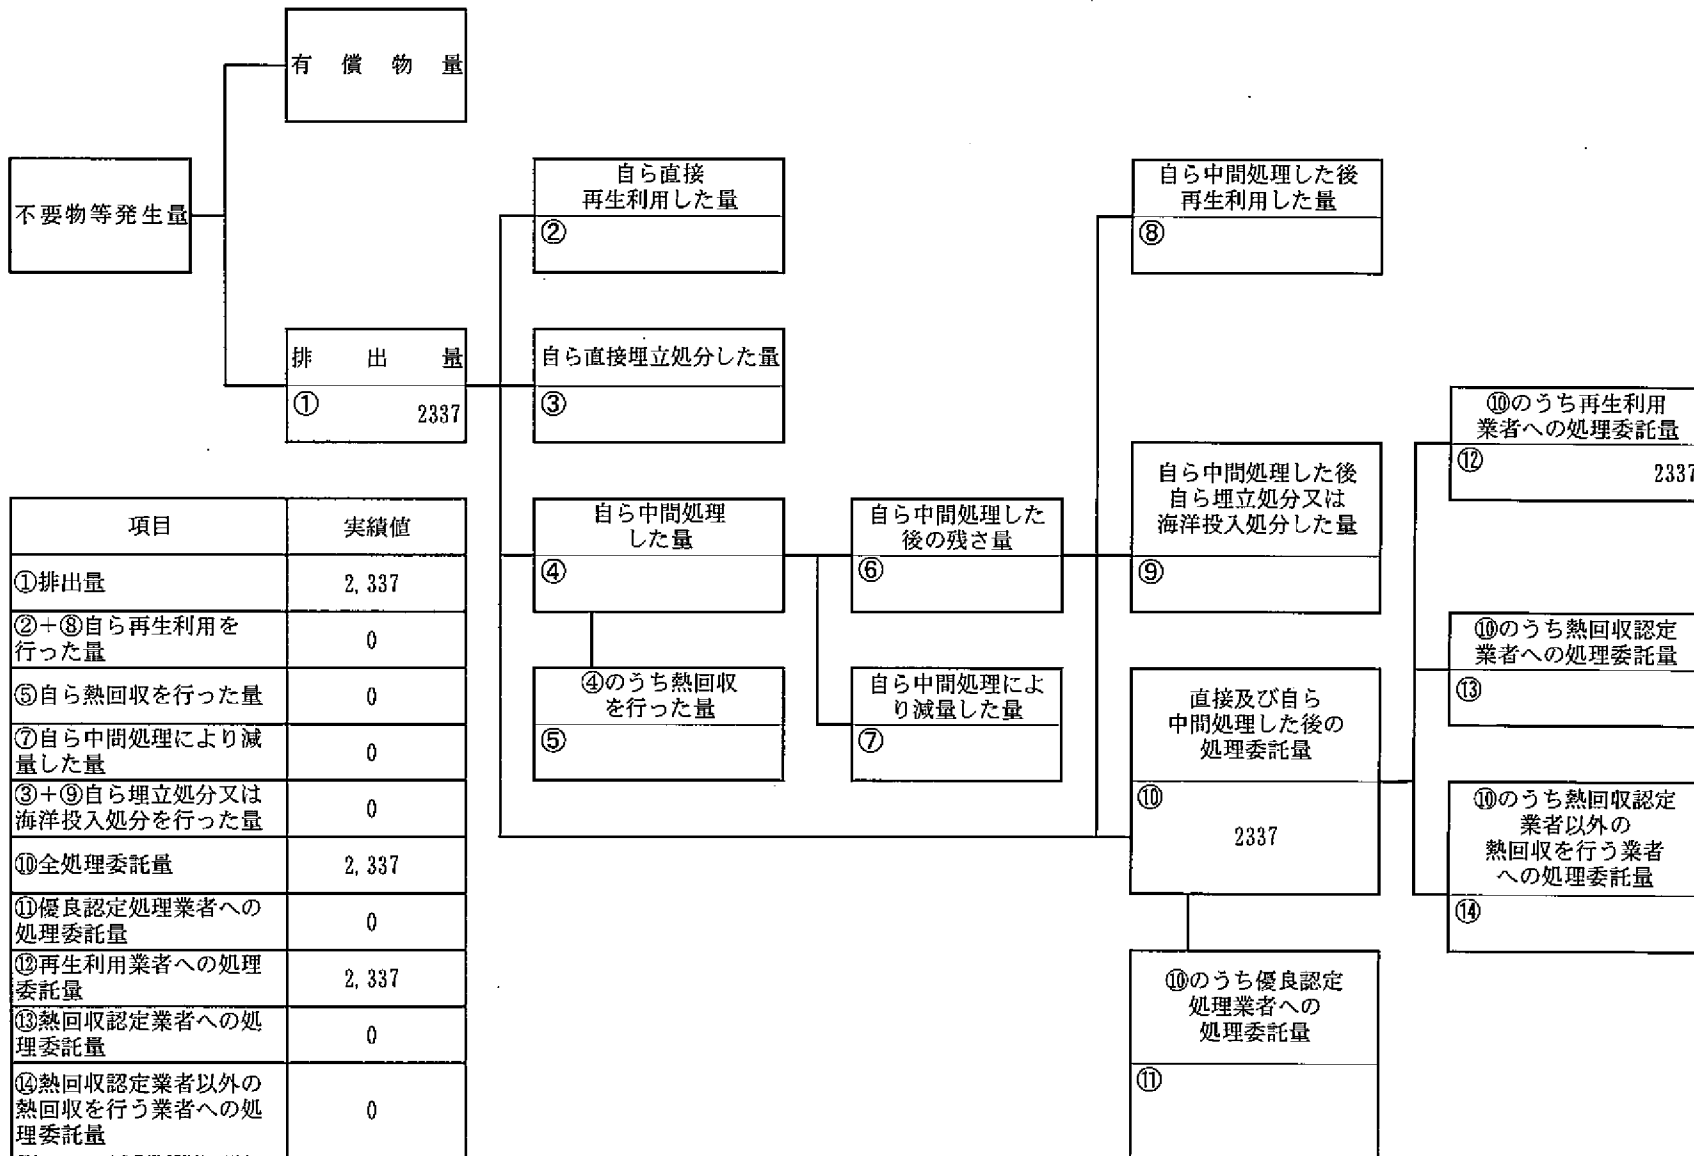 有償物量
不要物等発生量
自ら直接
再生利用した量
②
自ら中間処理した後
再生利用した量
⑧
排出量
①
2337
自ら直接埋立処分した量
③
⑩のうち再生利用
業者への処理委託量
⑫
2337
自ら中間処理
した量
④
自ら中間処理した
後の残さ量
⑥
自ら中間処理した後
自ら埋立処分又は
海洋投入処分した量
⑨
⑩のうち熱回収認定
業者への処理委託量
⑬
④のうち熱回収
を行った量
⑤
自ら中間処理によ
り減量した量
⑦
直接及び自ら
中間処理した後の
処理委託量
⑩
2337
⑩のうち熱回収認定
業者以外の
熱回収を行う業者
への処理委託量
⑭
⑩のうち優良認定
処理業者への
処理委託量
⑪
項目 実績値
①排出量 2,337
②+⑧自ら再生利用を
行った量 0
⑤自ら熱回収を行った量 0
⑦自ら中間処理により減
量した量 0
③+⑨自ら埋立処分又は
海洋投入処分を行った量 0
⑩全処理委託量 2,337
⑪優良認定処理業者への
処理委託量 0
⑫再生利用業者への処理
委託量 2,337
⑬熱回収認定業者への処
理委託量 0
⑭熱回収認定業者以外の
熱回収を行う業者への処
理委託量 0